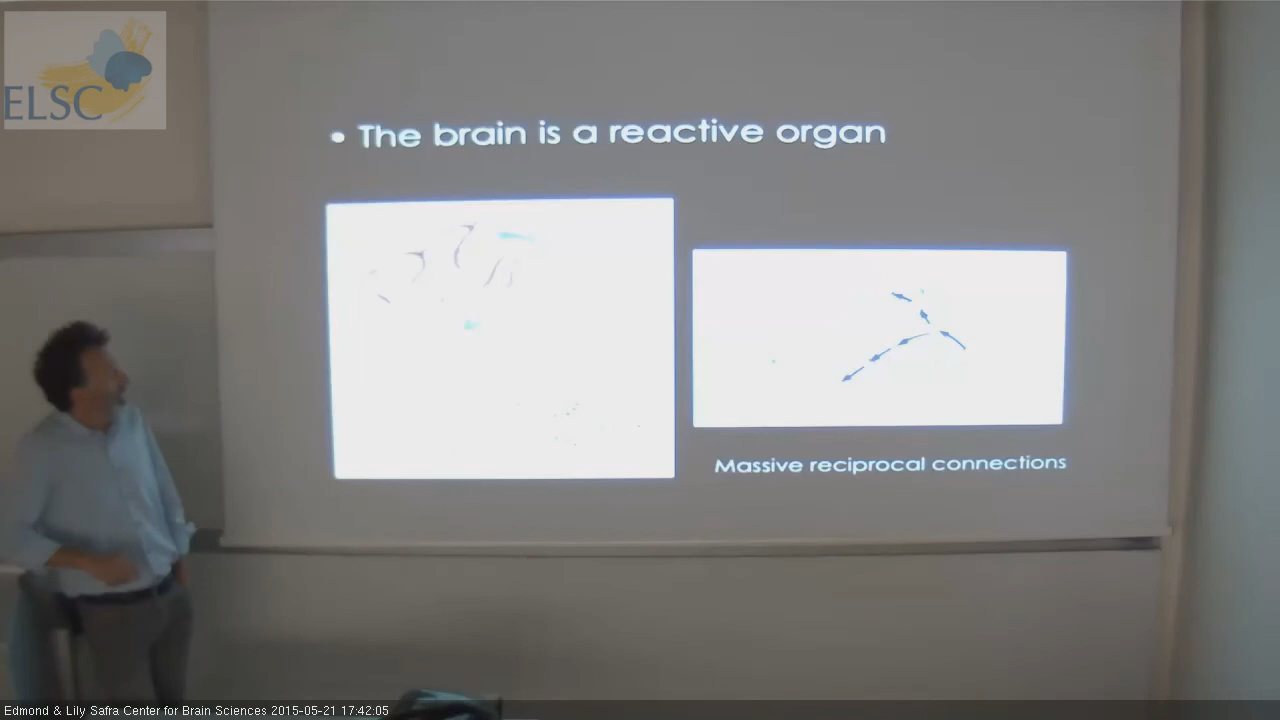 ELSC
• The brain is a reactive organ
Massive reciprocal connections
Edmond & Lily Safra Center for Brain Sciences 2015-05-21 17:42:05